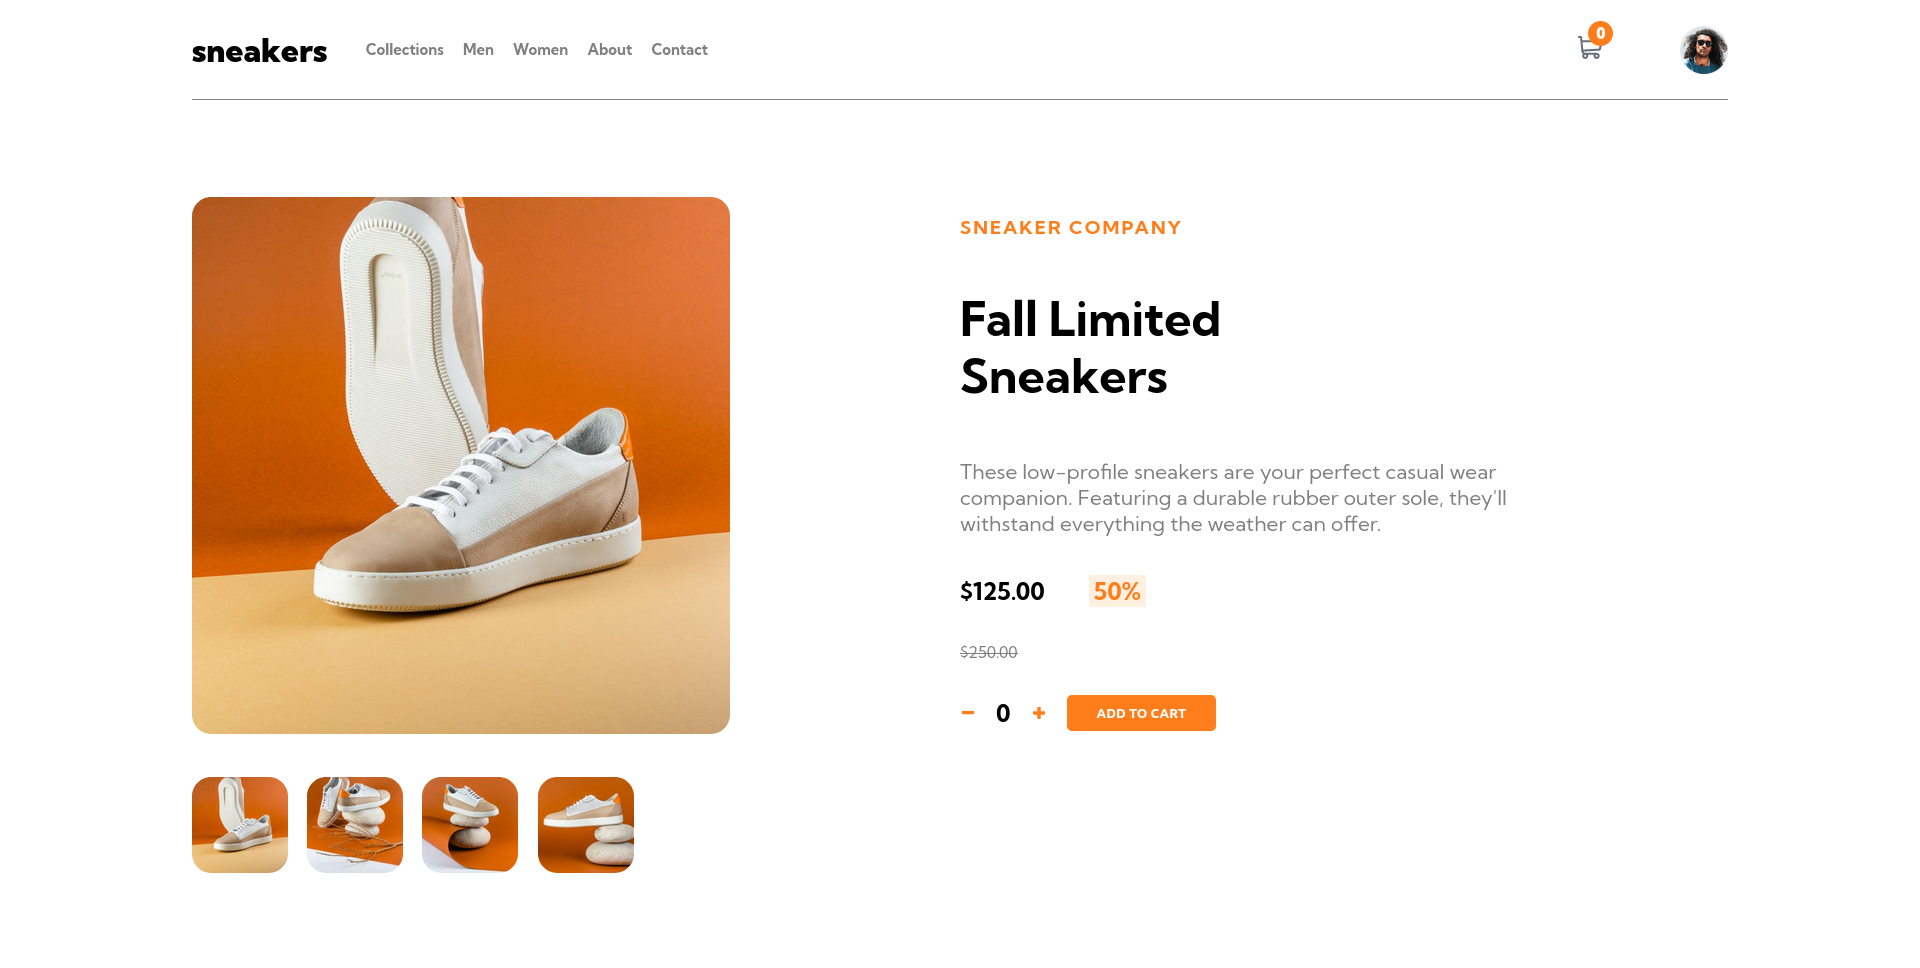 sneakers
Collections Men Women About Contact
0
SNEAKER COMPANY
Fall Limited
Sneakers
These low-profile sneakers are your perfect casual wear
companion. Featuring a durable rubber outer sole, they'll
withstand everything the weather can offer.
$125.00 50%
$250.00
− 0 + ADD TO CART